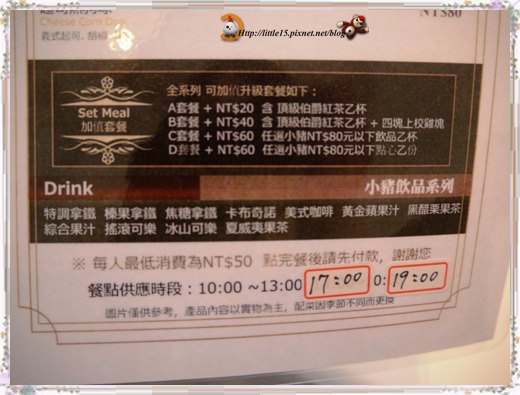 Http://little15.pixnet.net/blog
Cheese Corn Dog
NT$80
義式起司, 胡椒
Set Meal
加值套餐
全系列 可加值升級套餐如下：
A套餐 + NT$20 含 頂級伯爵紅茶乙杯
B套餐 + NT$40 含 頂級伯爵紅茶乙杯 + 四塊上校雞塊
C套餐 + NT$60 任選小豬NT$80元以下飲品乙杯
D套餐 + NT$60 任選小豬NT$80元以下點心乙份
Drink 小豬飲品系列
特調拿鐵 榛果拿鐵 焦糖拿鐵 卡布奇諾 美式咖啡 黃金蘋果汁 黑醋栗果茶
綜合果汁 搖滾可樂 冰山可樂 夏威夷果茶
※ 每人最低消費為NT$50 點完餐後請先付款，謝謝您
餐點供應時段：10:00 ~13:00 17:00 0: 19:00
圖片僅供參考，產品內容以實物為主，配菜因季節不同而更換